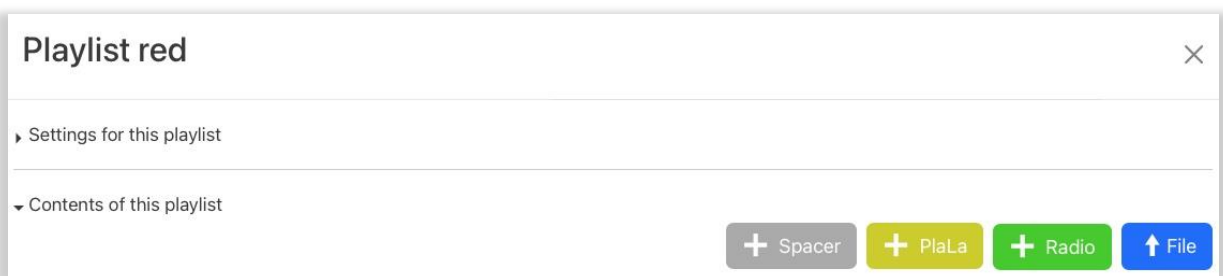 Playlist red
Settings for this playlist
Contents of this playlist
Spacer PlaLa Radio File